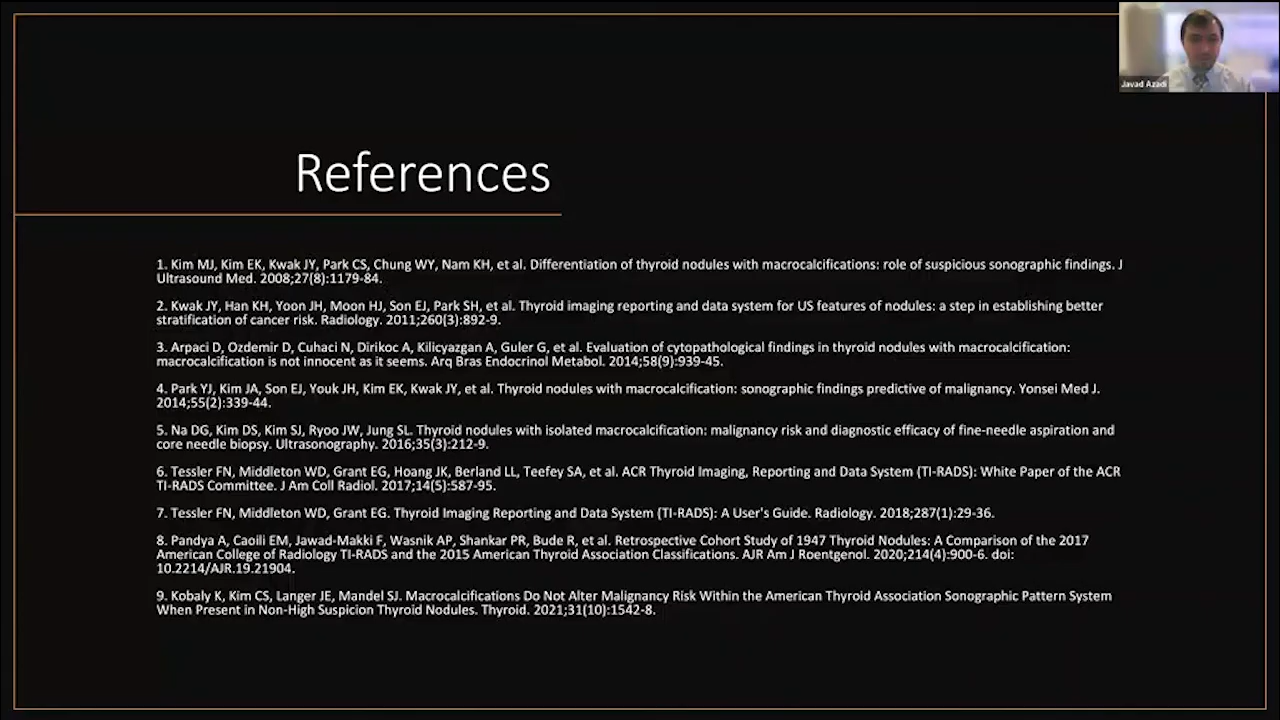 Javad Azadi
References
1. Kim MJ, Kim EK, Kwak JY, Park CS, Chung WY, Nam KH, et al. Differentiation of thyroid nodules with macrocalcifications: role of suspicious sonographic findings. J
Ultrasound Med. 2008;27(8):1179-84.
2. Kwak JY, Han KH, Yoon JH, Moon HJ, Son EJ, Park SH, et al. Thyroid imaging reporting and data system for US features of nodules: a step in establishing better
stratification of cancer risk. Radiology. 2011;260(3):892-9.
3. Arpaci D, Ozdemir D, Cuhaci N, Dirikoc A, Kilicyazgan A, Guler G, et al. Evaluation of cytopathological findings in thyroid nodules with macrocalcification:
macrocalcification is not innocent as it seems. Arq Bras Endocrinol Metabol. 2014;58(9):939-45.
4. Park YJ, Kim JA, Son EJ, Youk JH, Kim EK, Kwak JY, et al. Thyroid nodules with macrocalcification: sonographic findings predictive of malignancy. Yonsei Med J.
2014;55(2):339-44.
5. Na DG, Kim DS, Kim SJ, Ryoo JW, Jung SL. Thyroid nodules with isolated macrocalcification: malignancy risk and diagnostic efficacy of fine-needle aspiration and
core needle biopsy. Ultrasonography. 2016;35(3):212-9.
6. Tessler FN, Middleton WD, Grant EG, Hoang JK, Berland LL, Teefey SA, et al. ACR Thyroid Imaging, Reporting and Data System (TI-RADS): White Paper of the ACR
TI-RADS Committee. J Am Coll Radiol. 2017;14(5):587-95.
7. Tessler FN, Middleton WD, Grant EG. Thyroid Imaging Reporting and Data System (TI-RADS): A User's Guide. Radiology. 2018;287(1):29-36.
8. Pandya A, Caoili EM, Jawad-Makki F, Wasnik AP, Shankar PR, Bude R, et al. Retrospective Cohort Study of 1947 Thyroid Nodules: A Comparison of the 2017
American College of Radiology TI-RADS and the 2015 American Thyroid Association Classifications. AJR Am J Roentgenol. 2020;214(4):900-6. doi:
10.2214/AJR.19.21904.
9. Kobaly K, Kim CS, Langer JE, Mandel SJ. Macrocalcifications Do Not Alter Malignancy Risk Within the American Thyroid Association Sonographic Pattern System
When Present in Non-High Suspicion Thyroid Nodules. Thyroid. 2021;31(10):1542-8.